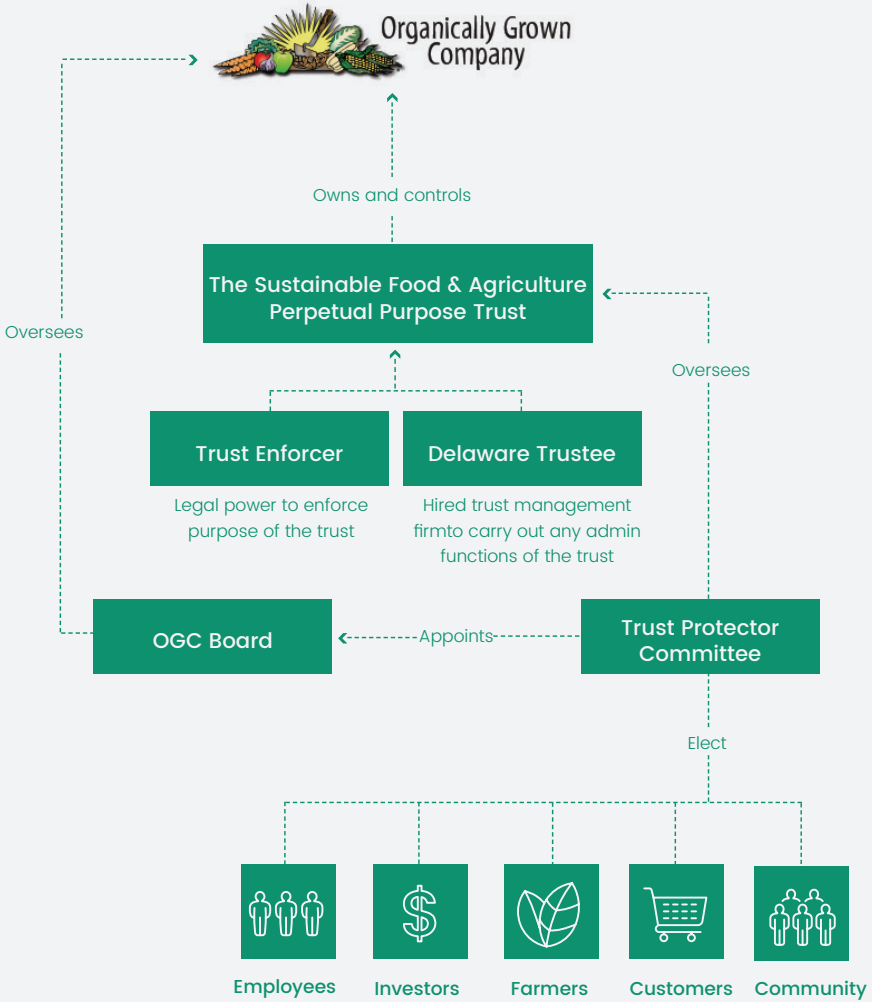 Organically Grown
Company
Owns and controls
The Sustainable Food & Agriculture
Perpetual Purpose Trust
Oversees
Oversees
Trust Enforcer
Delaware Trustee
Legal power to enforce
purpose of the trust
Hired trust management
firmto carry out any admin
functions of the trust
OGC Board
Appoints
Trust Protector
Committee
Elect
$
Employees
Investors
Farmers
Customers
Community